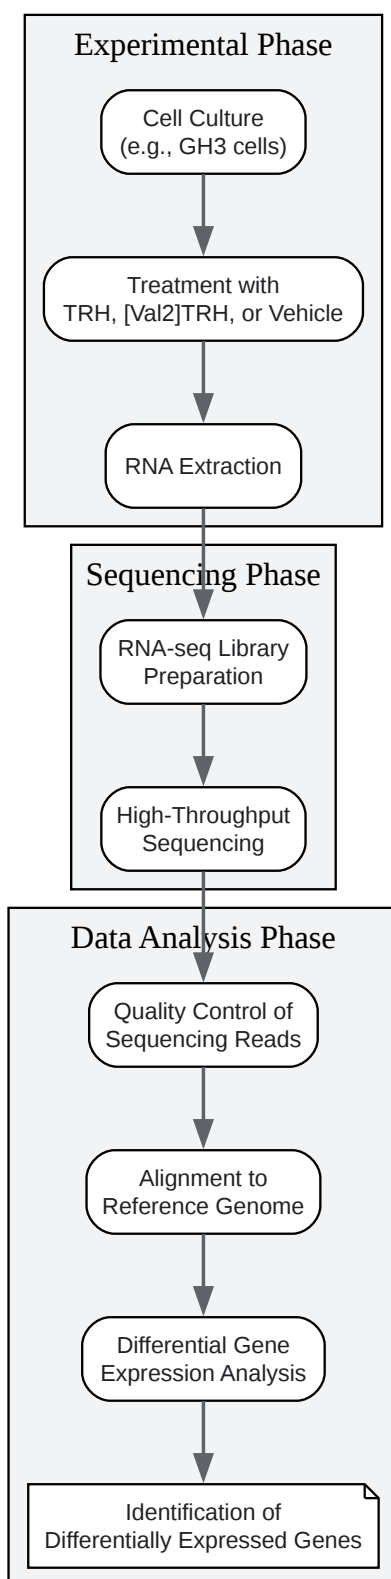 Experimental Phase
Cell Culture
(e.g., GH3 cells)
Treatment with
TRH, [Val2]TRH, or Vehicle
RNA Extraction
Sequencing Phase
RNA-seq Library
Preparation
High-Throughput
Sequencing
Data Analysis Phase
Quality Control of
Sequencing Reads
Alignment to
Reference Genome
Differential Gene
Expression Analysis
Identification of
Differentially Expressed Genes